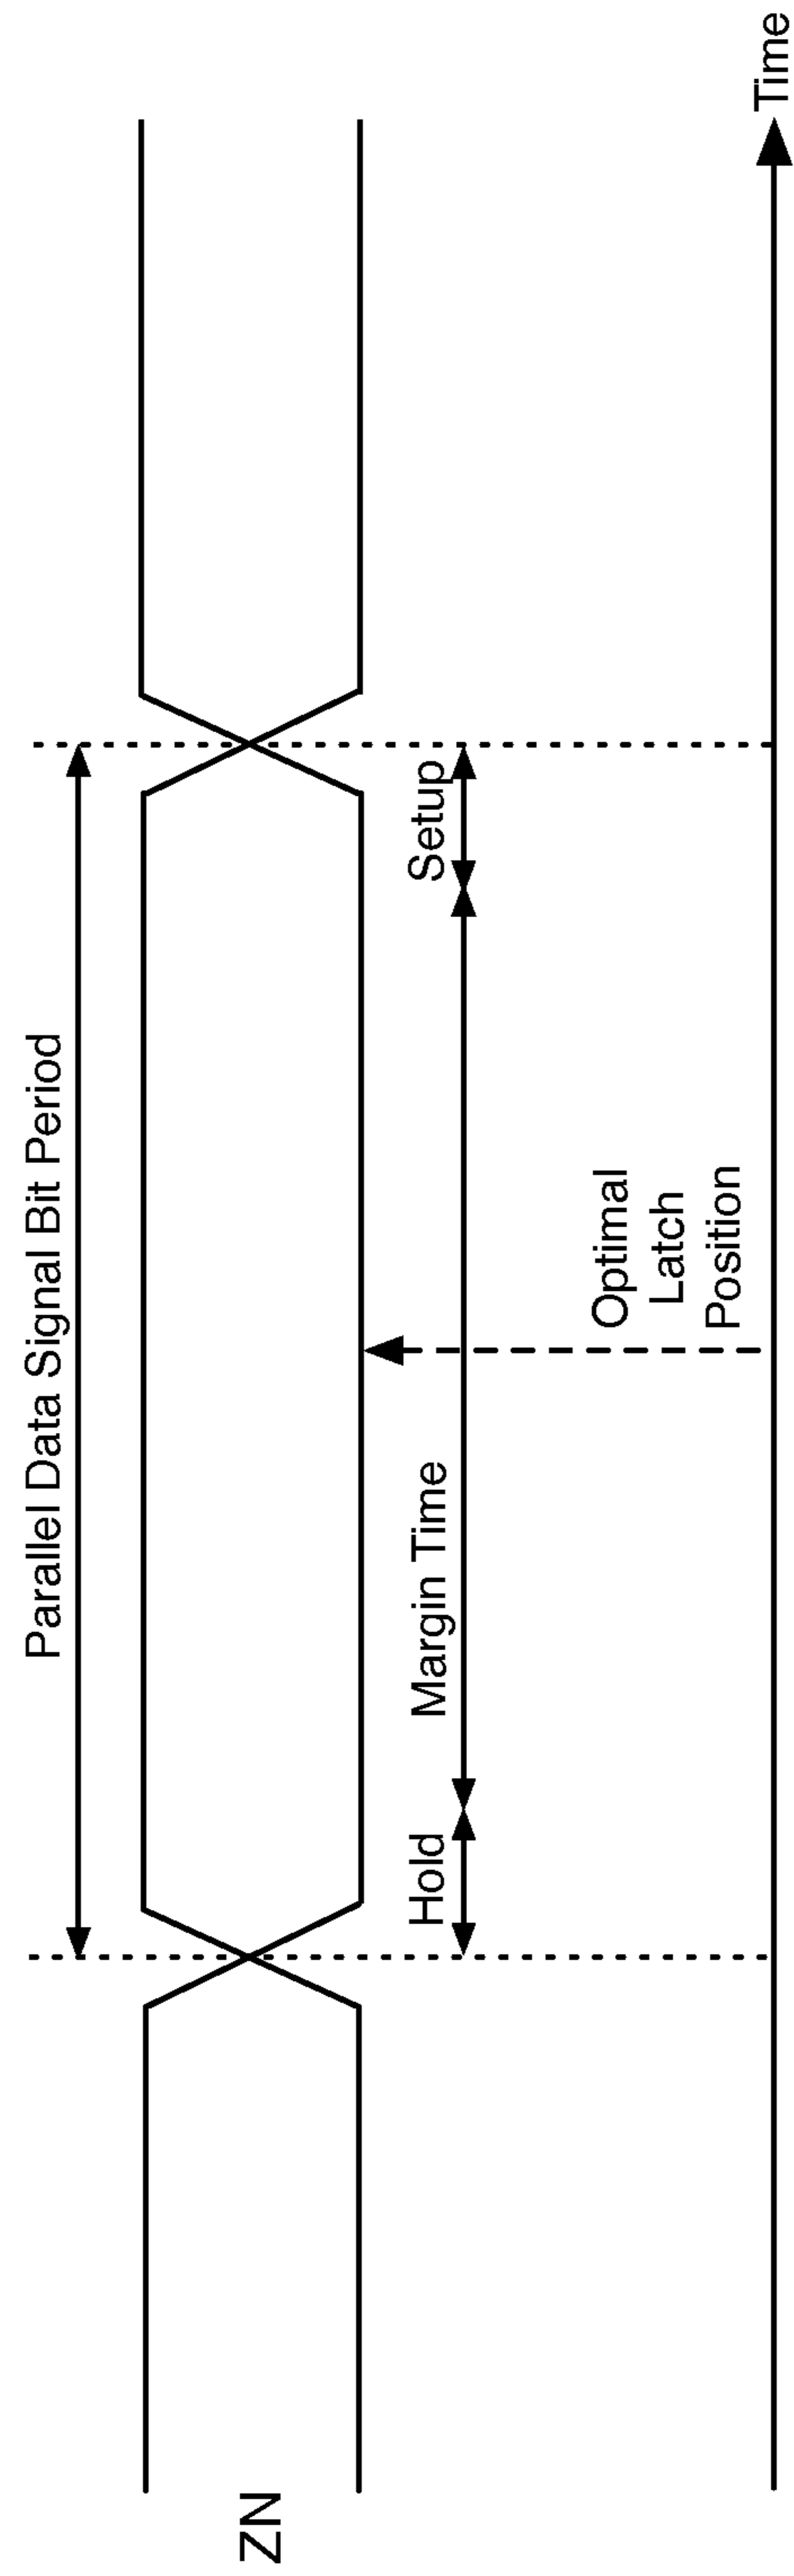 Parallel Data Signal Bit Period
ZN
Hold
Margin Time
Setup
Optimal
Latch
Position
Time